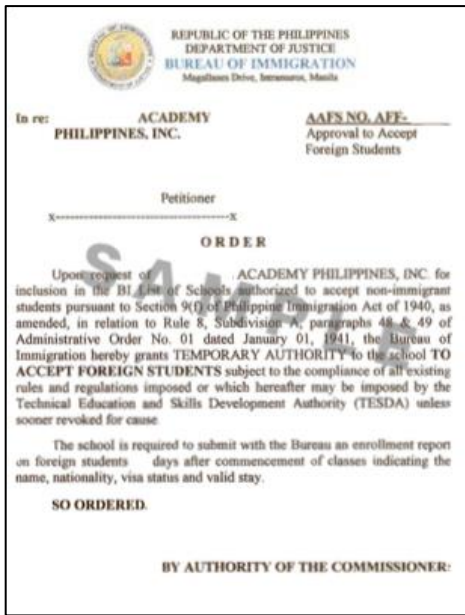 REPUBLIC OF THE PHILIPPINES
DEPARTMENT OF JUSTICE
BUREAU OF IMMIGRATION
Magallanes Drive, Intramuros, Manila
In re: ACADEMY
PHILIPPINES, INC.
AAFS NO. AFF-
Approval to Accept
Foreign Students
Petitioner
x-----------------------------------x
ORDER
SAMPLE
Upon request of ACADEMY PHILIPPINES, INC. for
inclusion in the BI List of Schools authorized to accept non-immigrant
students pursuant to Section 9(f) of Philippine Immigration Act of 1940, as
amended, in relation to Rule 8, Subdivision A, paragraphs 48 & 49 of
Administrative Order No. 01 dated January 01, 1941, the Bureau of
Immigration hereby grants TEMPORARY AUTHORITY to the school TO
ACCEPT FOREIGN STUDENTS subject to the compliance of all existing
rules and regulations imposed or which hereafter may be imposed by the
Technical Education and Skills Development Authority (TESDA) unless
sooner revoked for cause
The school is required to submit with the Bureau an enrollment report
on foreign students days after commencement of classes indicating the
name, nationality, visa status and valid stay.
SO ORDERED.
BY AUTHORITY OF THE COMMISSIONER: